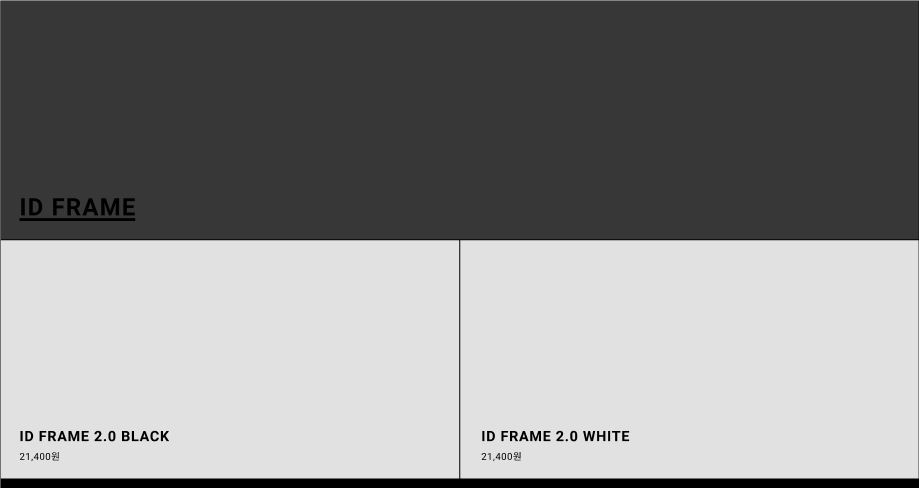 ID FRAME
ID FRAME 2.0 BLACK
21,400원
ID FRAME 2.0 WHITE
21,400원